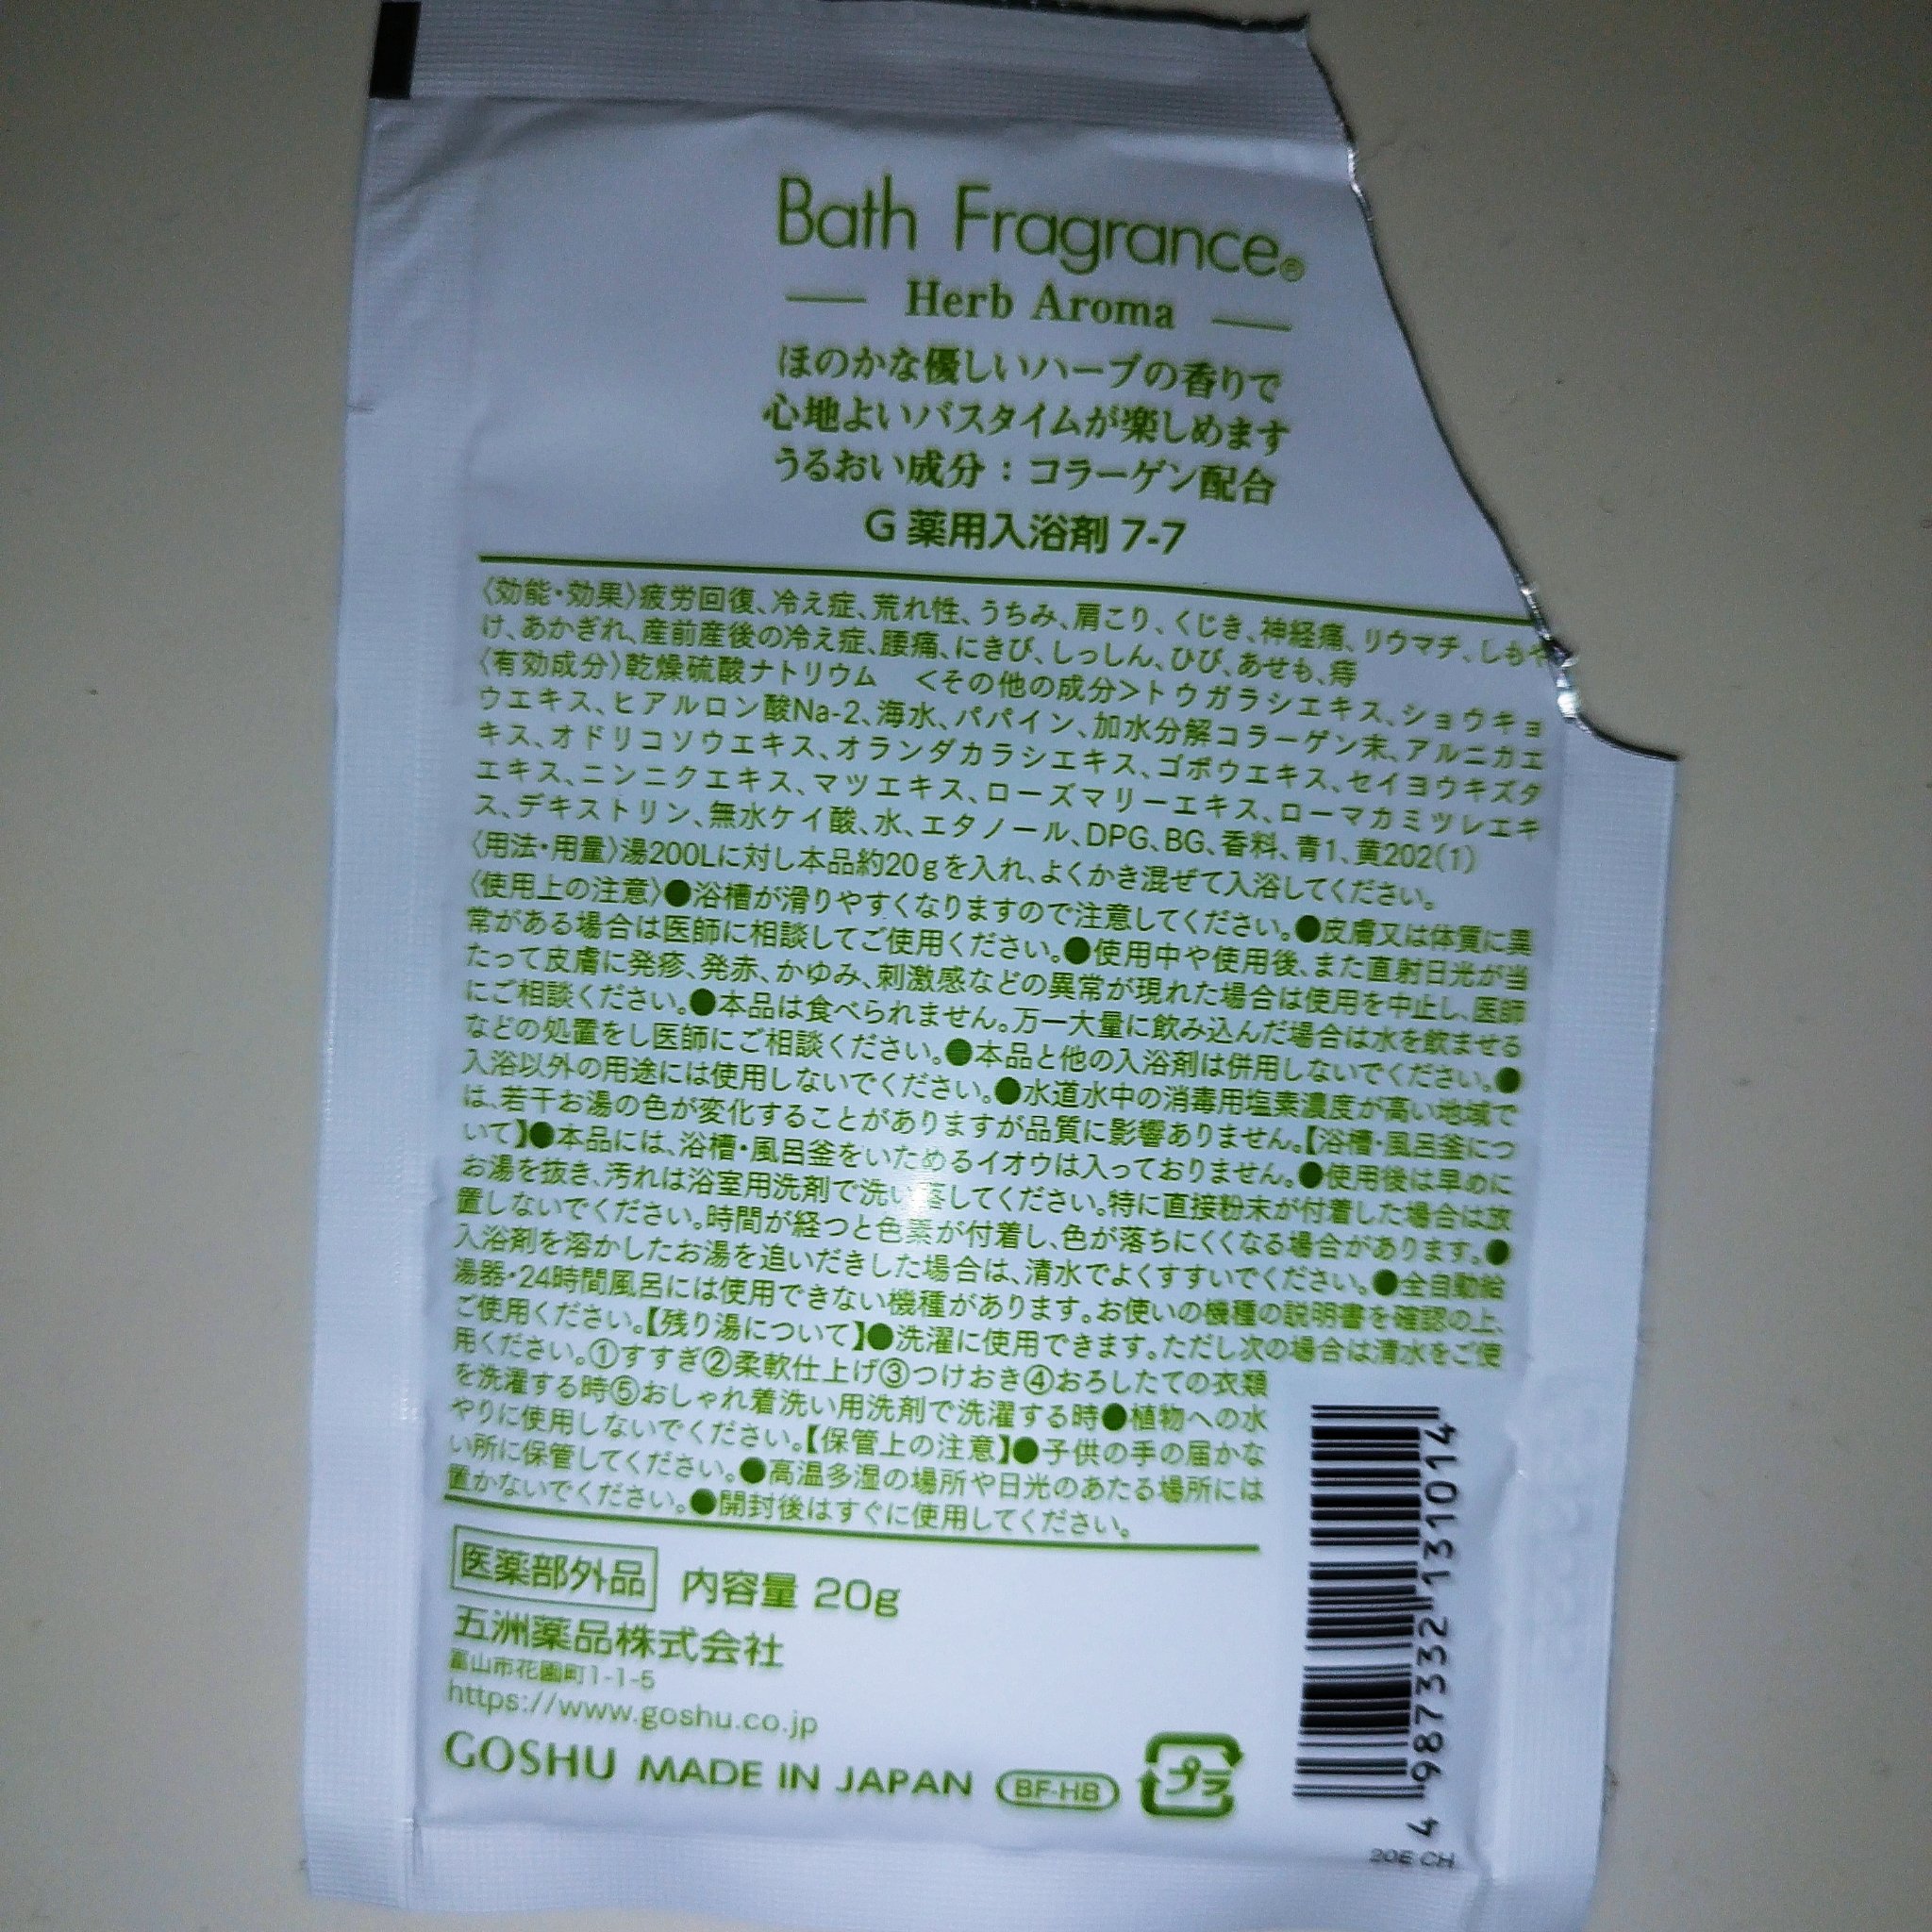 Bath Fragrance®
Herb Aroma
ほのかな優しいハーブの香りで
心地よいバスタイムが楽しめます
うるおい成分：コラーゲン配合
G 薬用入浴剤 7-7
〈効能・効果〉疲労回復、冷え症、荒れ性、うちみ、肩こり、くじき、神経痛、リウマチ、しもや
け、あかぎれ、産前産後の冷え症、腰痛、にきび、しっしん、ひび、あせも、痔
〈有効成分〉乾燥硫酸ナトリウム <その他の成分>トウガラシエキス、ショウキョ
ウエキス、ヒアルロン酸Na-2、海水、パパイン、加水分解コラーゲン末、アルニカエ
キス、オドリコソウエキス、オランダカラシエキス、ゴボウエキス、セイヨウキズタ
エキス、ニンニクエキス、マツエキス、ローズマリーエキス、ローマカミツレエキ
ス、デキストリン、無水ケイ酸、水、エタノール、DPG、BG、香料、青1、黄202(1)
〈用法・用量〉湯200Lに対し本品約20gを入れ、よくかき混ぜて入浴してください。
〈使用上の注意〉●浴槽が滑りやすくなりますので注意してください。●皮膚又は体質に異
常がある場合は医師に相談してご使用ください。●使用中や使用後、また直射日光が当
たって皮膚に発疹、発赤、かゆみ、刺激感などの異常が現れた場合は使用を中止し、医師
にご相談ください。●本品は食べられません。万一大量に飲み込んだ場合は水を飲ませる
などの処置をし医師にご相談ください。●本品と他の入浴剤は併用しないでください。●
入浴以外の用途には使用しないでください。●水道水中の消毒用塩素濃度が高い地域で
は、若干お湯の色が変化することがありますが品質に影響ありません。【浴槽・風呂釜につ
いて】●本品には、浴槽・風呂釜をいためるイオウは入っておりません。●使用後は早めに
お湯を抜き、汚れは浴室用洗剤で洗い落してください。特に直接粉末が付着した場合は放
置しないでください。時間が経つと色素が付着し、色が落ちにくくなる場合があります。●
入浴剤を溶かしたお湯を追いだきした場合は、清水でよくすすいでください。●全自動給
湯器・24時間風呂には使用できない機種があります。お使いの機種の説明書を確認の上、
ご使用ください。【残り湯について】●洗濯に使用できます。ただし次の場合は清水をご使
用ください。①すすぎ②柔軟仕上げ③つけおき④おろしたての衣類
を洗濯する時⑤おしゃれ着洗い用洗剤で洗濯する時●植物への水
やりに使用しないでください。【保管上の注意】●子供の手の届かな
い所に保管してください。●高温多湿の場所や日光のあたる場所には
置かないでください。●開封後はすぐに使用してください。
医薬部外品 内容量 20g
五洲薬品株式会社
富山市花園町1-1-5
https://www.goshu.co.jp
GOSHU MADE IN JAPAN BF-HB プラ
4 987332 131014
20E CH